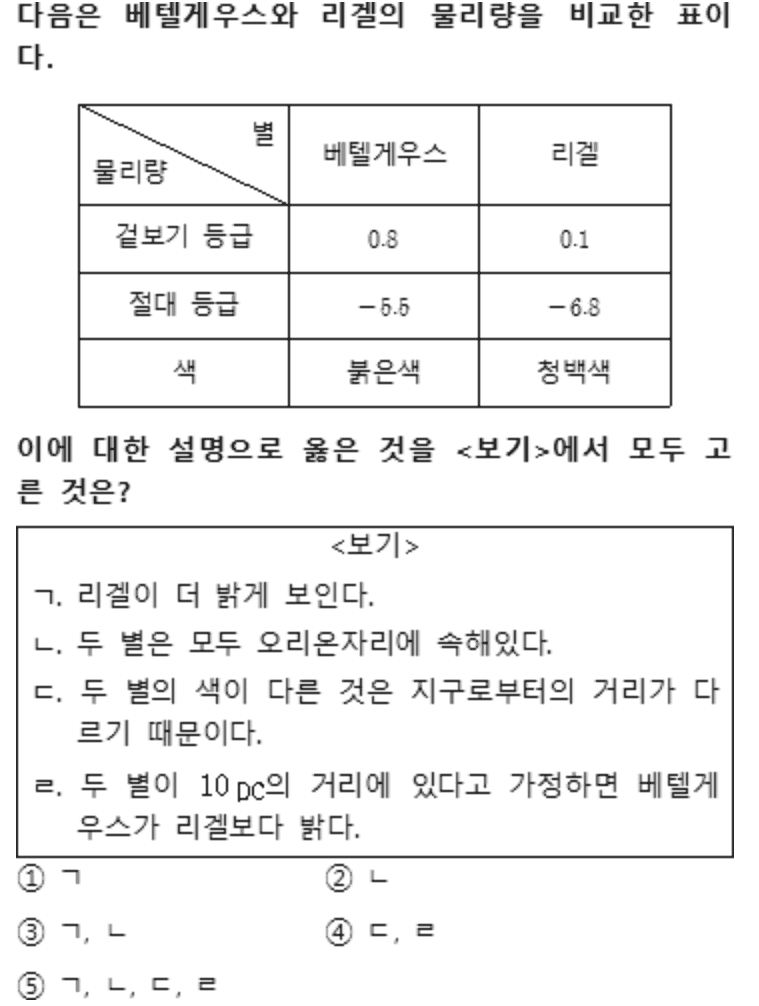 다음은 베텔게우스와 리겔의 물리량을 비교한 표이
다.
별
물리량
베텔게우스
리겔
겉보기 등급
0.8
0.1
절대 등급
-5.5
-6.8
색
붉은색
청백색
이에 대한 설명으로 옳은 것을 <보기>에서 모두 고
른 것은?
<보기>
ㄱ. 리겔이 더 밝게 보인다.
ㄴ. 두 별은 모두 오리온자리에 속해있다.
ㄷ. 두 별의 색이 다른 것은 지구로부터의 거리가 다
르기 때문이다.
ㄹ. 두 별이 10pc의 거리에 있다고 가정하면 베텔게
우스가 리겔보다 밝다.
① ㄱ ② ㄴ
③ ㄱ, ㄴ ④ ㄷ, ㄹ
⑤ ㄱ, ㄴ, ㄷ, ㄹ